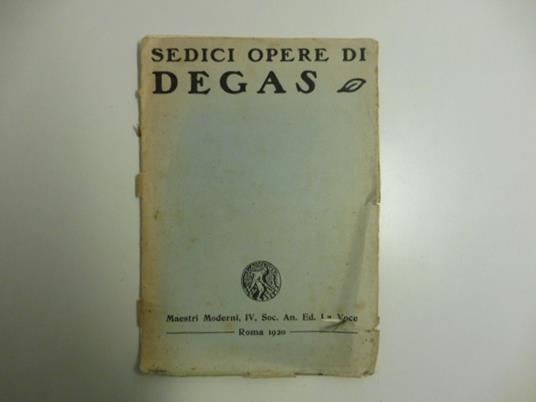 SEDICI OPERE DI
DEGAS
Maestri Moderni, IV, Soc. An. Ed. La Voce
Roma 1920